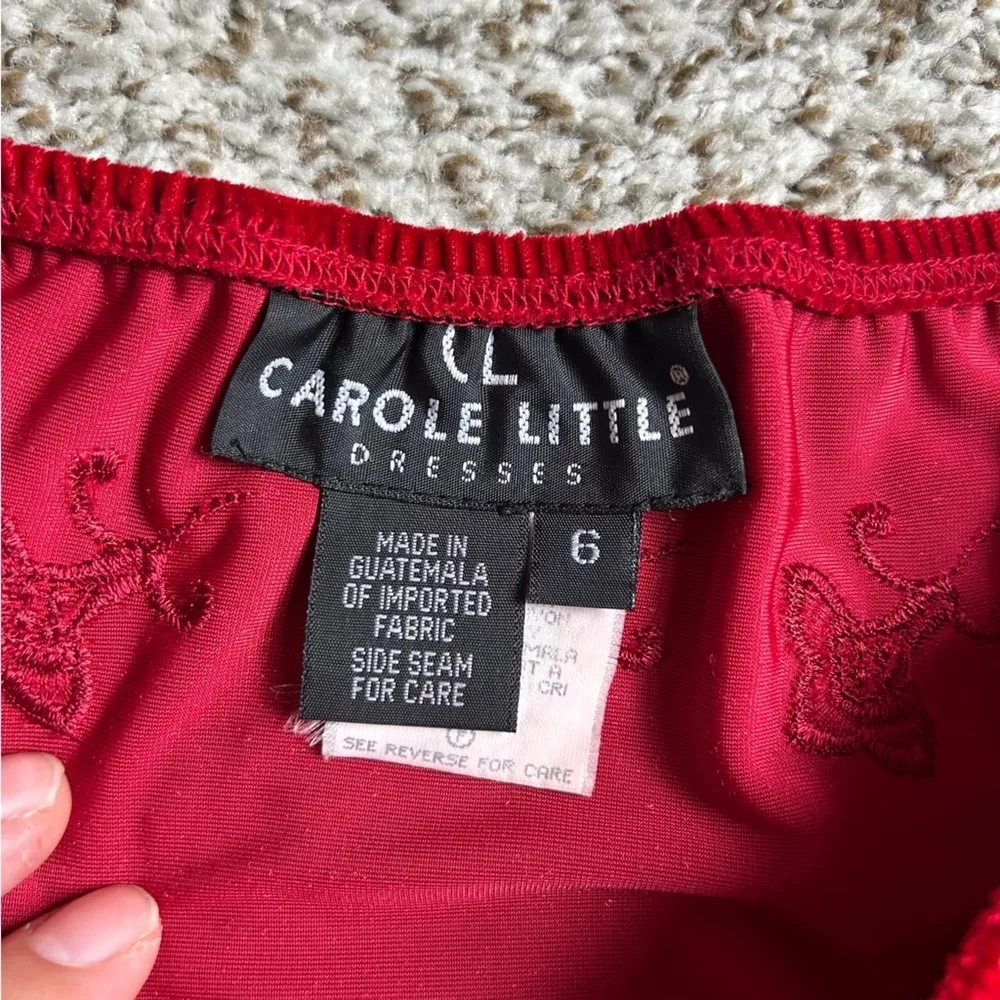 CL
CAROLE LITTLE®
DRESSES
MADE IN
GUATEMALA
OF IMPORTED
FABRIC
SIDE SEAM
FOR CARE
6
F
SEE REVERSE FOR CARE